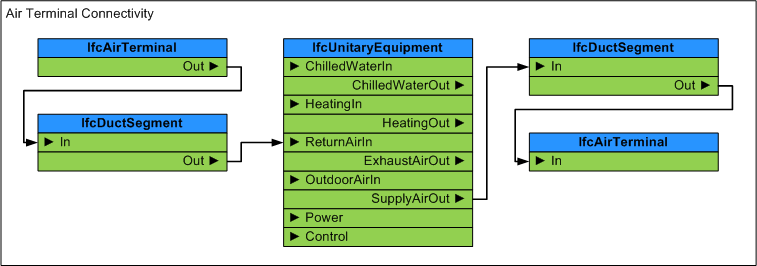 Air Terminal Connectivity
IfcAirTerminal
Out ►
IfcDuctSegment
► In
Out ►
IfcUnitaryEquipment
► ChilledWaterIn
ChilledWaterOut ►
► HeatingIn
HeatingOut ►
► ReturnAirIn
ExhaustAirOut ►
► OutdoorAirIn
SupplyAirOut ►
► Power
► Control
IfcDuctSegment
► In
Out ►
IfcAirTerminal
► In